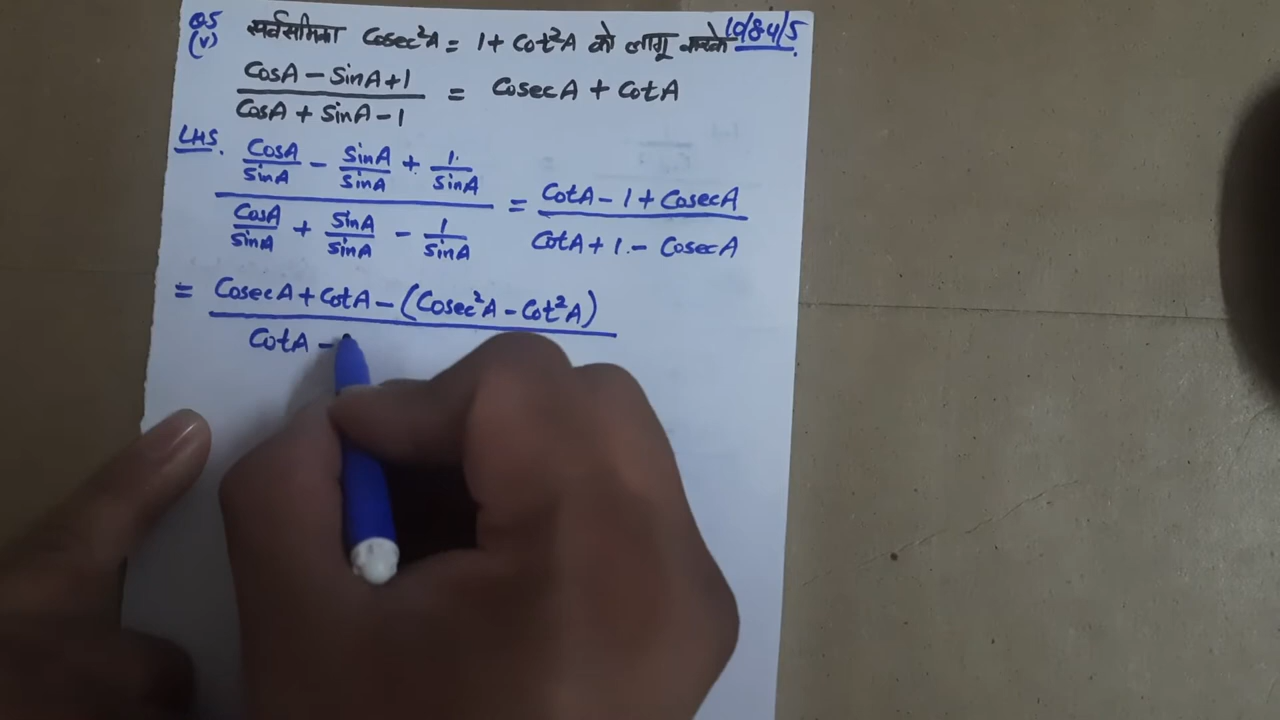 Q5 सर्वसमिका Cosec²A = 1 + Cot²A को लागू करके 10/8.4/5.
(v)
CosA - SinA + 1 / CosA + SinA - 1 = CosecA + CotA
LHS. CosA/SinA - SinA/SinA + 1/SinA / CosA/SinA + SinA/SinA - 1/SinA = CotA - 1 + CosecA / CotA + 1 - CosecA
= CosecA + CotA - (Cosec²A - Cot²A) / CotA -